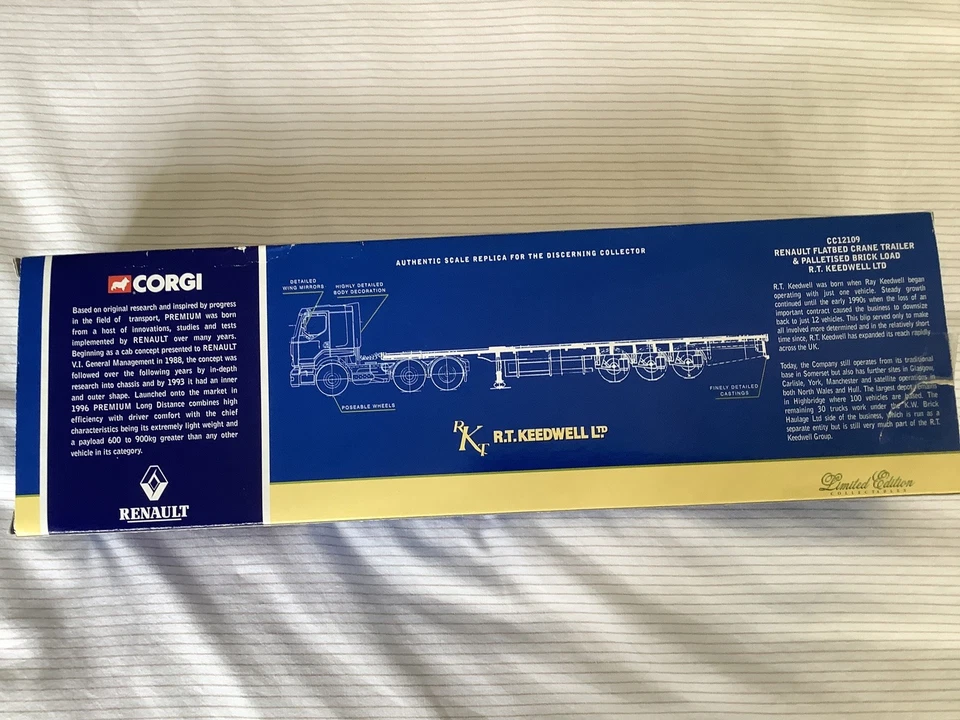 CORGI
Based on original research and inspired by progress
in the field of transport, PREMIUM was born
from a host of innovations, studies and tests
implemented by RENAULT over many years.
Beginning as a cab concept presented to RENAULT
V.I. General Management in 1988, the concept was
followed over the following years by in-depth
research into chassis and by 1993 it had an inner
and outer shape. Launched onto the market in
1996 PREMIUM Long Distance combines high
efficiency with driver comfort with the chief
characteristics being its extremely light weight and
a payload 600 to 900kg greater than any other
vehicle in its category.
RENAULT
AUTHENTIC SCALE REPLICA FOR THE DISCERNING COLLECTOR
DETAILED
WING MIRRORS
HIGHLY DETAILED
BODY DECORATION
POSEABLE WHEELS
FINELY DETAILED
CASTINGS
RKT
R.T. KEEDWELL LTD
CC12109
RENAULT FLATBED CRANE TRAILER
& PALLETISED BRICK LOAD
R.T. KEEDWELL LTD
R.T. Keedwell was born when Ray Keedwell began
operating with just one vehicle. Steady growth
continued until the early 1990s when the loss of an
important contract caused the business to downsize
back to just 12 vehicles. This blip served only to make
all involved more determined and in the relatively short
time since, R.T. Keedwell has expanded its reach rapidly
across the UK.
Today, the Company still operates from its traditional
base in Somerset but also has further sites in Glasgow,
Carlisle, York, Manchester and satellite operations in
both North Wales and Hull. The largest depot remains
in Highbridge where 100 vehicles are based. The
remaining 30 trucks work under the K.W. Brick
Haulage Ltd side of the business, which is run as a
separate entity but is still very much part of the R.T.
Keedwell Group.
Limited Edition
COLLECTABLES